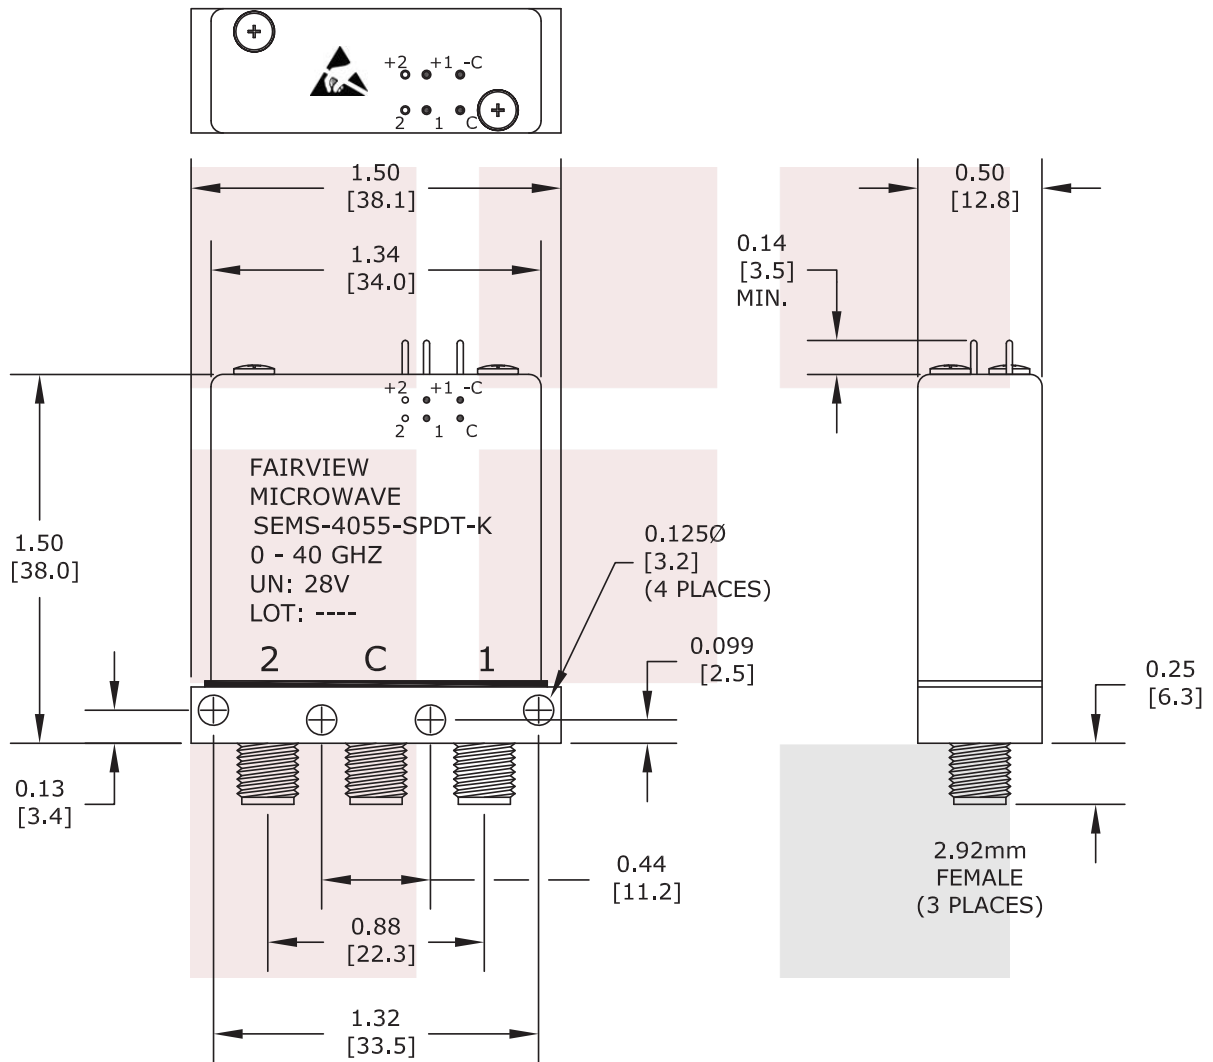 +2 +1 -C
2 1 C
1.50
[38.1]
0.50
[12.8]
1.34
[34.0]
0.14
[3.5]
MIN.
+2 +1 -C
2 1 C
FAIRVIEW
MICROWAVE
SEMS-4055-SPDT-K
0 - 40 GHZ
UN: 28V
LOT: ----
2 C 1
1.50
[38.0]
0.125Ø
[3.2]
(4 PLACES)
0.099
[2.5]
0.25
[6.3]
0.13
[3.4]
0.44
[11.2]
2.92mm
FEMALE
(3 PLACES)
0.88
[22.3]
1.32
[33.5]